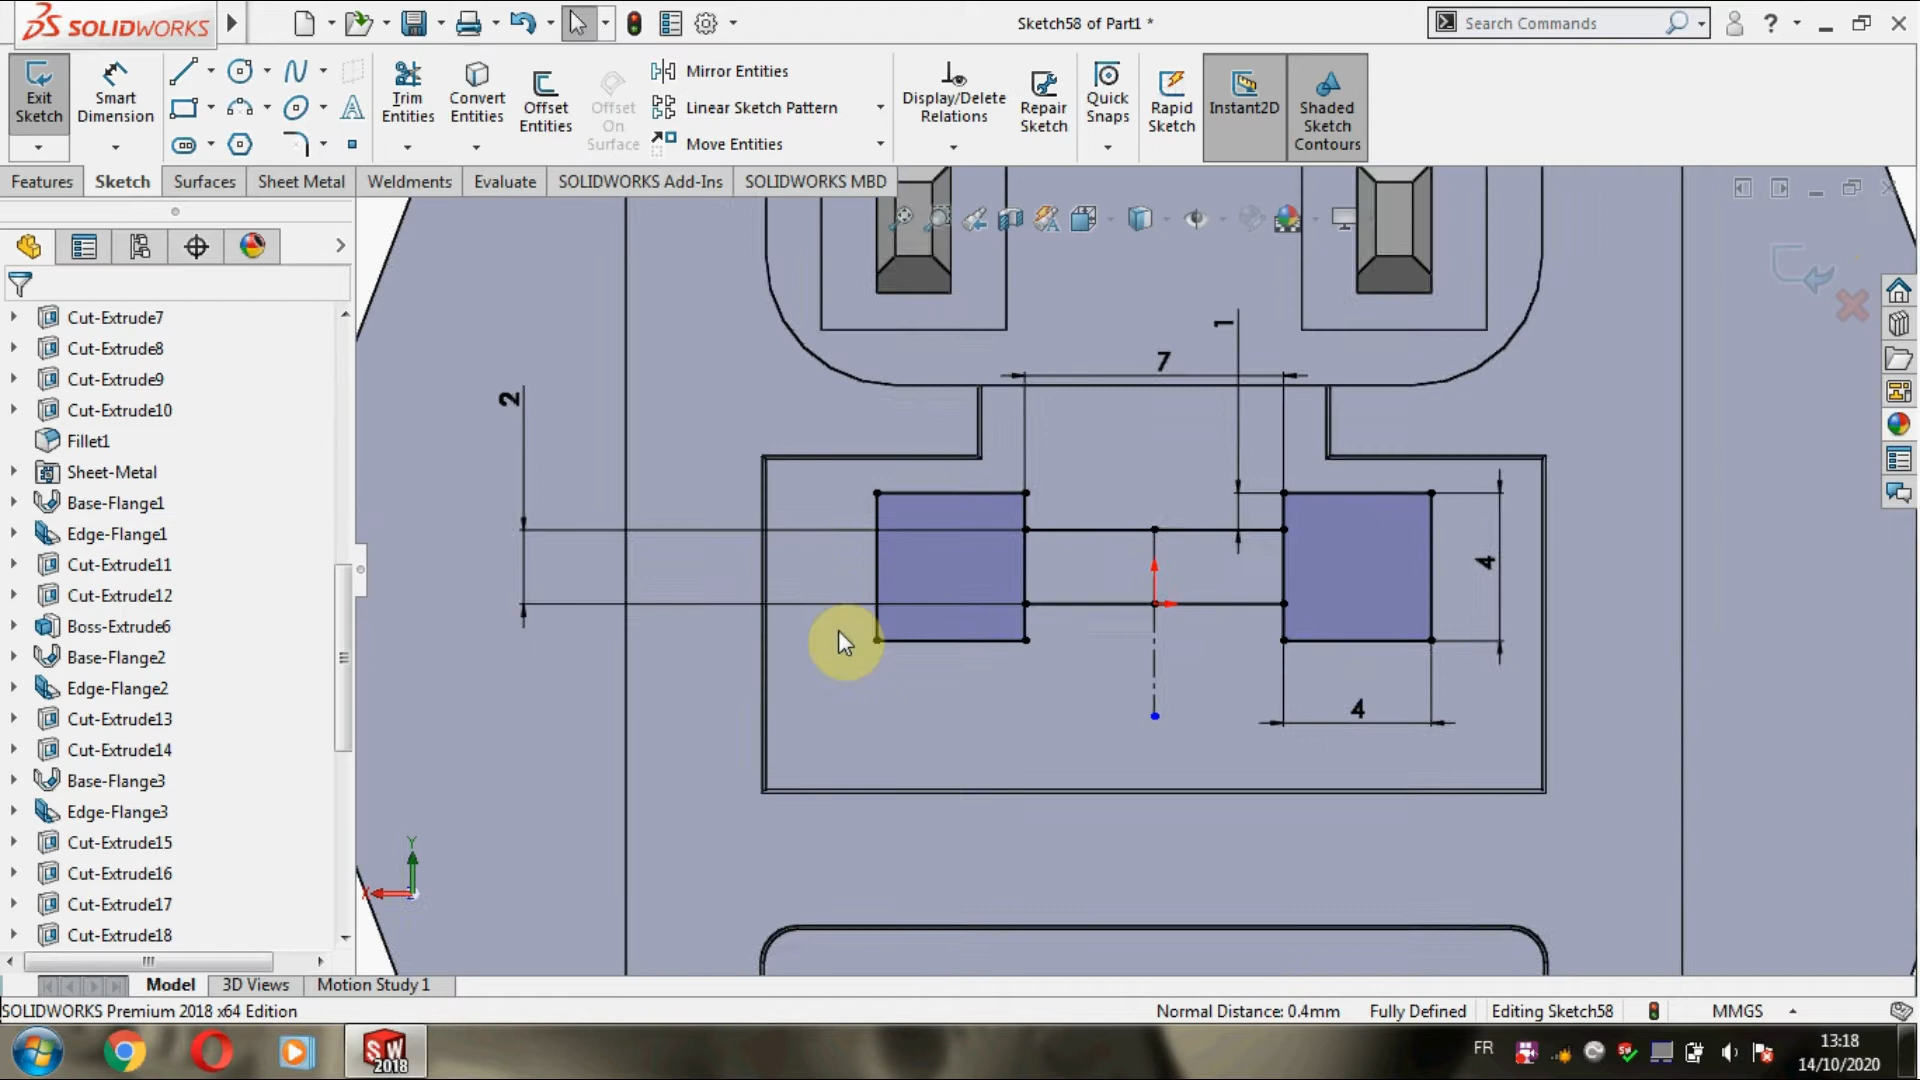 SOLIDWORKS
Sketch58 of Part1 *
Search Commands
Exit Sketch
Smart Dimension
Trim Entities
Convert Entities
Offset Entities
Offset On Surface
Mirror Entities
Linear Sketch Pattern
Move Entities
Display/Delete Relations
Repair Sketch
Quick Snaps
Rapid Sketch
Instant2D
Shaded Sketch Contours
Features
Sketch
Surfaces
Sheet Metal
Weldments
Evaluate
SOLIDWORKS Add-Ins
SOLIDWORKS MBD
Cut-Extrude7
Cut-Extrude8
Cut-Extrude9
Cut-Extrude10
Fillet1
Sheet-Metal
Base-Flange1
Edge-Flange1
Cut-Extrude11
Cut-Extrude12
Boss-Extrude6
Base-Flange2
Edge-Flange2
Cut-Extrude13
Cut-Extrude14
Base-Flange3
Edge-Flange3
Cut-Extrude15
Cut-Extrude16
Cut-Extrude17
Cut-Extrude18
1
7
2
4
4
Y
X
Model
3D Views
Motion Study 1
SOLIDWORKS Premium 2018 x64 Edition
Normal Distance: 0.4mm
Fully Defined
Editing Sketch58
MMGS
SW
2018
FR
13:18
14/10/2020